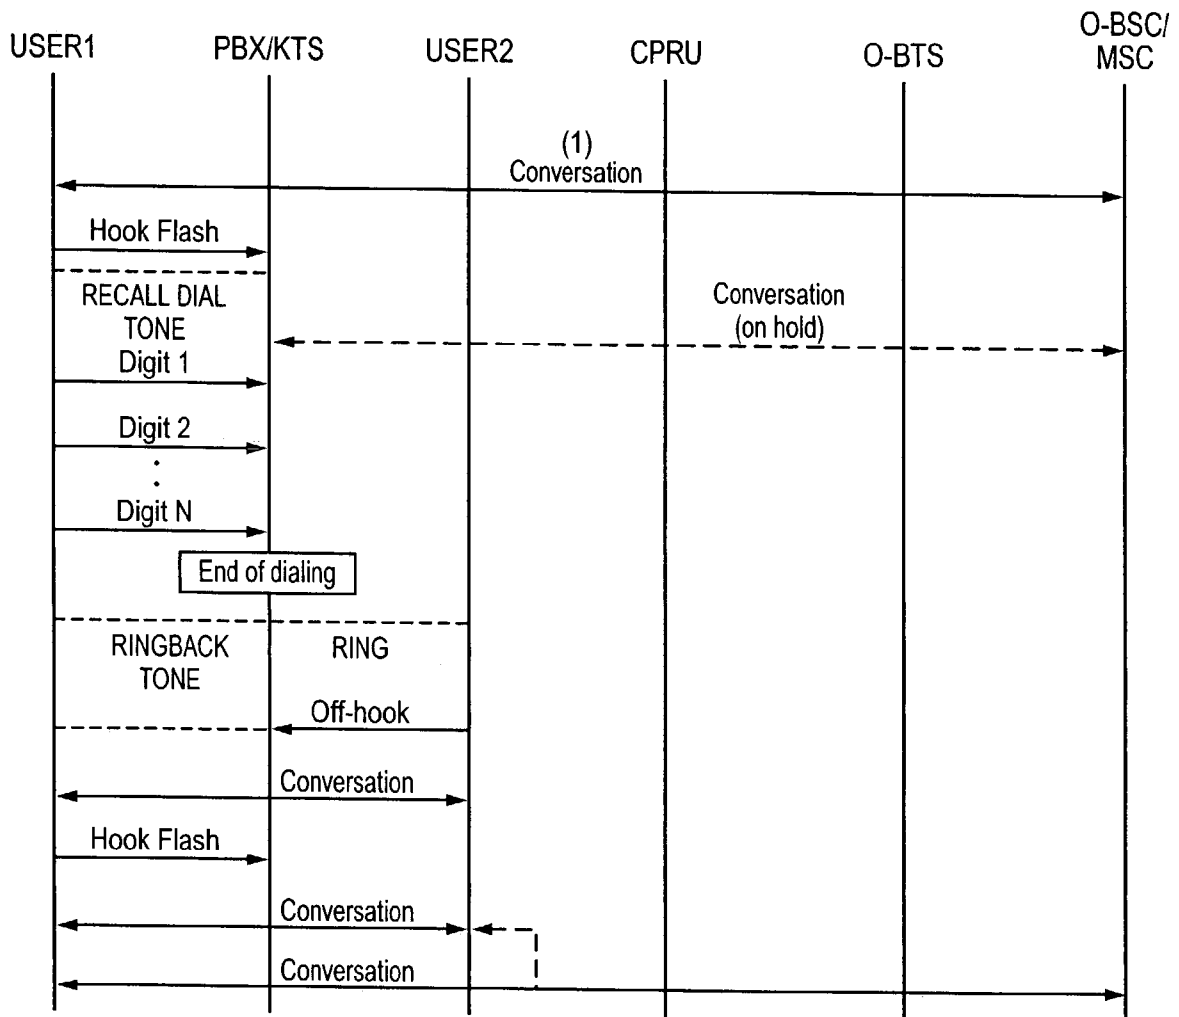 USER1
PBX/KTS
USER2
CPRU
O-BTS
O-BSC/
MSC
(1)
Conversation
Hook Flash
RECALL DIAL
TONE
Conversation
(on hold)
Digit 1
Digit 2
Digit N
End of dialing
RINGBACK
TONE
RING
Off-hook
Conversation
Hook Flash
Conversation
Conversation